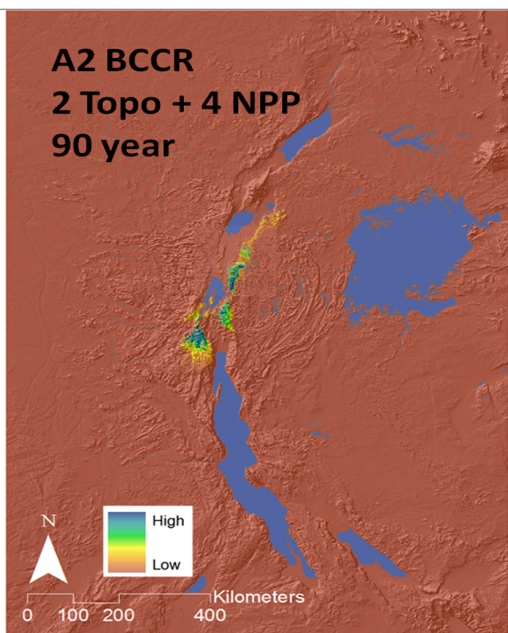 A2 BCCR
2 Topo + 4 NPP
90 year
N
High
Low
Kilometers
0 100 200 400